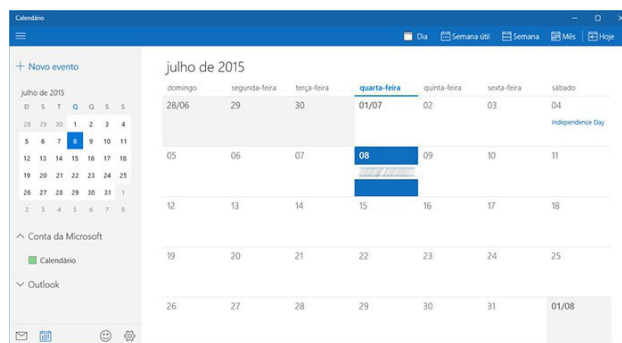 Calendário
Dia Semana útil Semana Mês Hoje
+ Novo evento
julho de 2015
D S T Q Q S S
28 29 30 1 2 3 4
5 6 7 8 9 10 11
12 13 14 15 16 17 18
19 20 21 22 23 24 25
26 27 28 29 30 31 1
2 3 4 5 6 7 8
Conta da Microsoft
Calendário
Outlook
julho de 2015
domingo segunda-feira terça-feira quarta-feira quinta-feira sexta-feira sábado
28/06 29 30 01/07 02 03 04
Independence Day
05 06 07 08 09 10 11
12 13 14 15 16 17 18
19 20 21 22 23 24 25
26 27 28 29 30 31 01/08